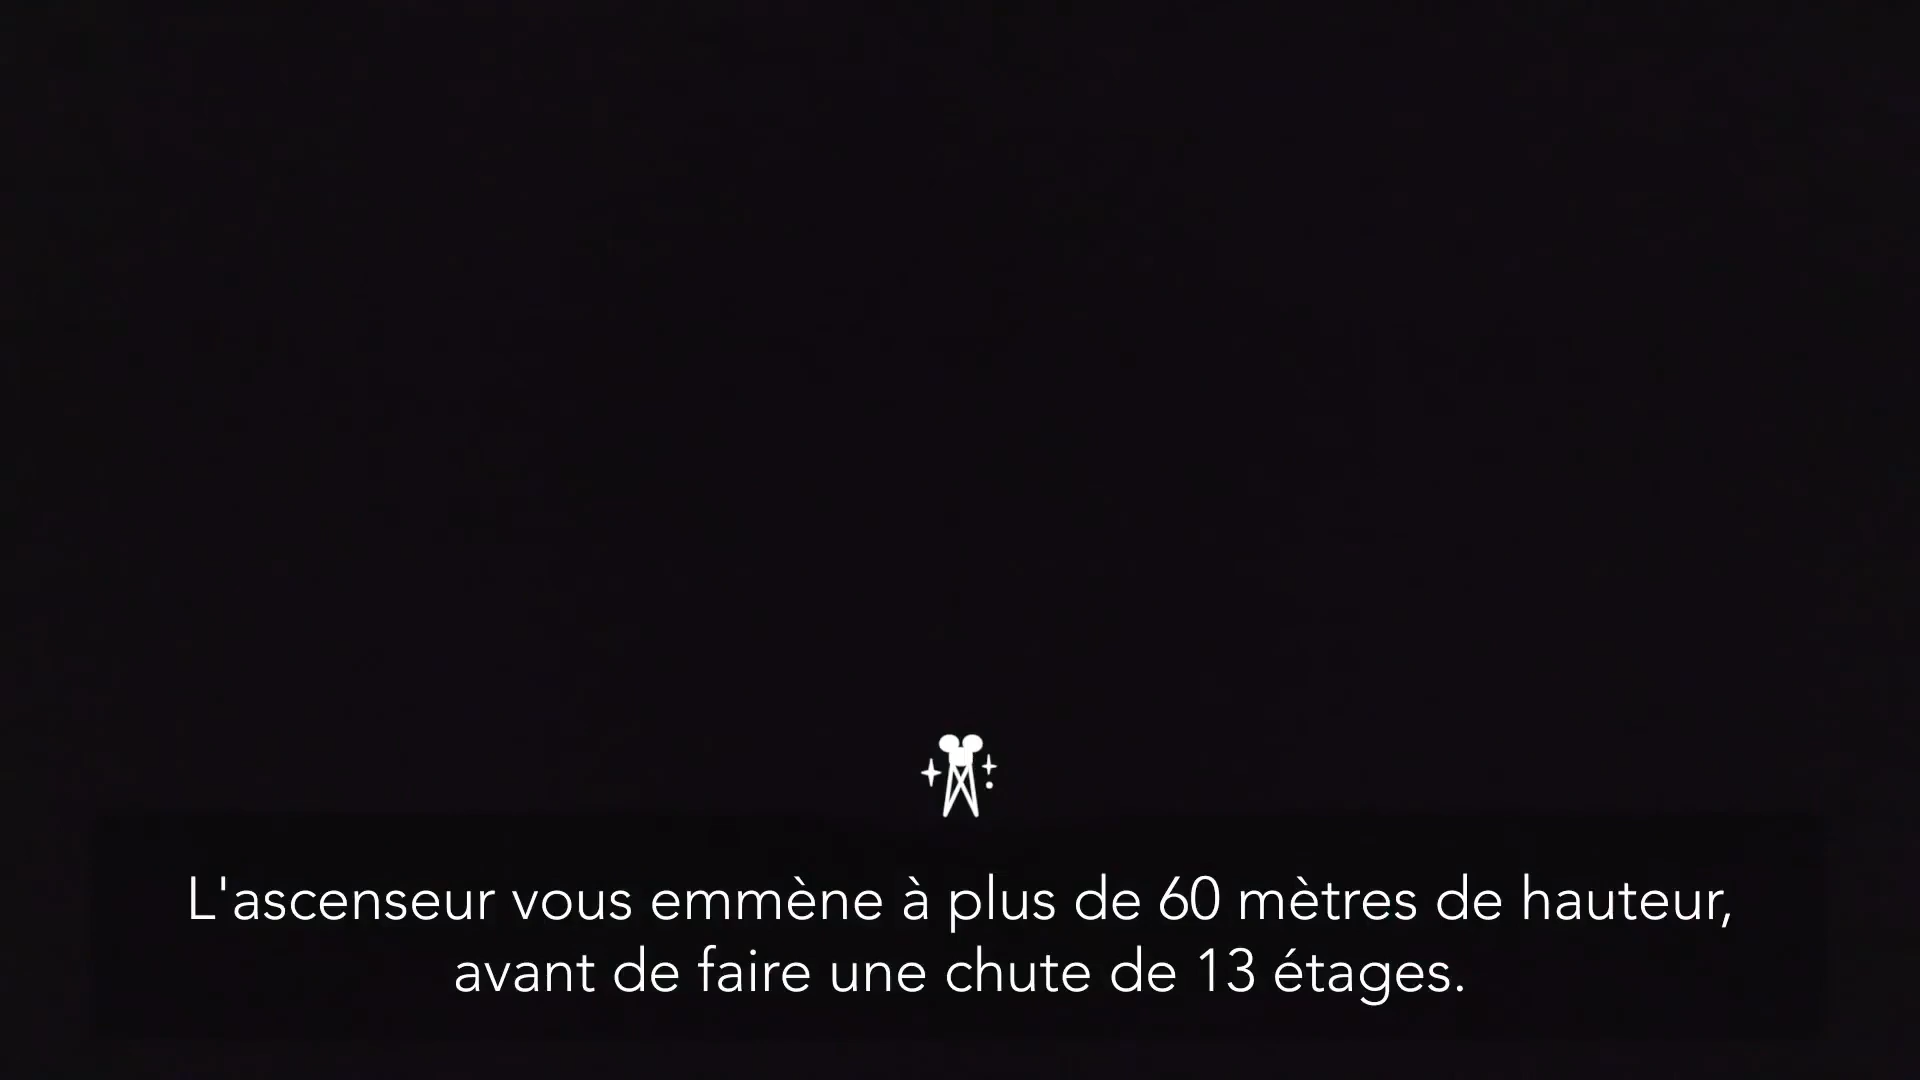 L'ascenseur vous emmène à plus de 60 mètres de hauteur,
avant de faire une chute de 13 étages.